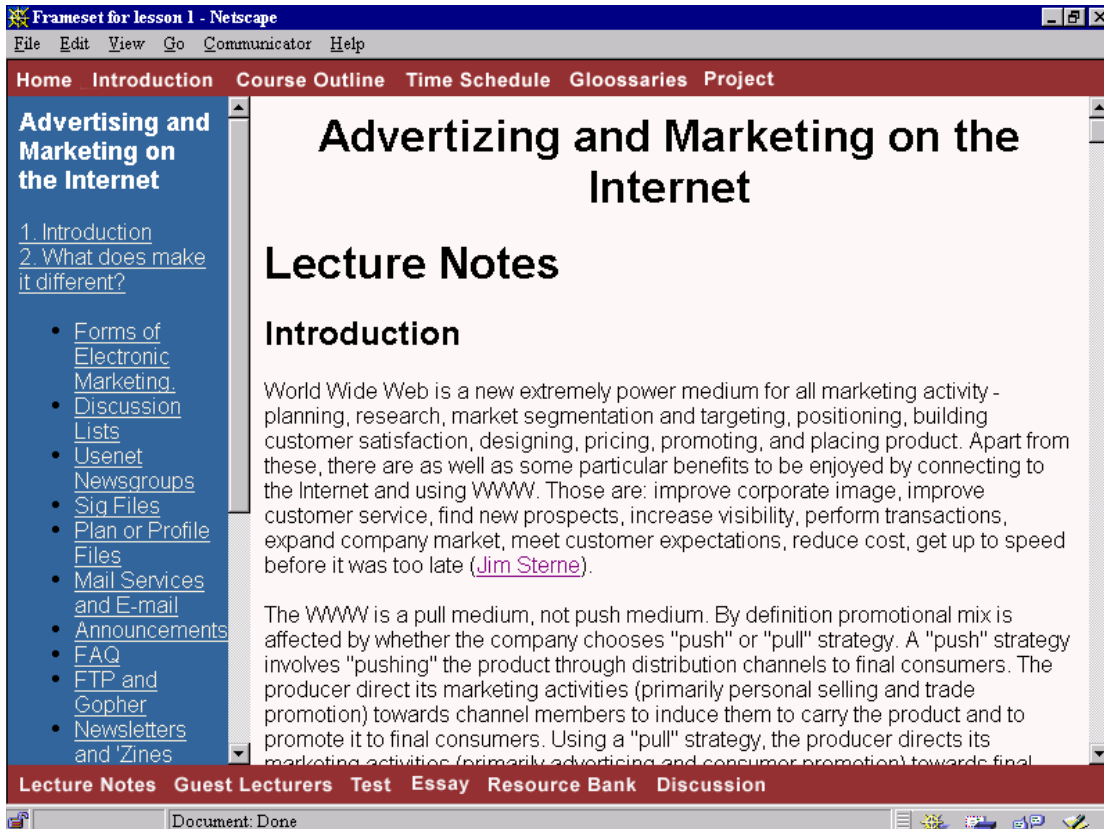 Frameset for lesson 1 - Netscape
File Edit View Go Communicator Help
Home Introduction Course Outline Time Schedule Gloossaries Project
Advertising and
Marketing on
the Internet
1. Introduction
2. What does make
it different?
• Forms of
Electronic
Marketing.
• Discussion
Lists
• Usenet
Newsgroups
• Sig Files
• Plan or Profile
Files
• Mail Services
and E-mail
• Announcements
• FAQ
• FTP and
Gopher
• Newsletters
and 'Zines
Advertizing and Marketing on the
Internet
Lecture Notes
Introduction
World Wide Web is a new extremely power medium for all marketing activity -
planning, research, market segmentation and targeting, positioning, building
customer satisfaction, designing, pricing, promoting, and placing product. Apart from
these, there are as well as some particular benefits to be enjoyed by connecting to
the Internet and using WWW. Those are: improve corporate image, improve
customer service, find new prospects, increase visibility, perform transactions,
expand company market, meet customer expectations, reduce cost, get up to speed
before it was too late (Jim Sterne).
The WWW is a pull medium, not push medium. By definition promotional mix is
affected by whether the company chooses "push" or "pull" strategy. A "push" strategy
involves "pushing" the product through distribution channels to final consumers. The
producer direct its marketing activities (primarily personal selling and trade
promotion) towards channel members to induce them to carry the product and to
promote it to final consumers. Using a "pull" strategy, the producer directs its
marketing activities (primarily advertising and consumer promotion) towards final
Lecture Notes Guest Lecturers Test Essay Resource Bank Discussion
Document: Done